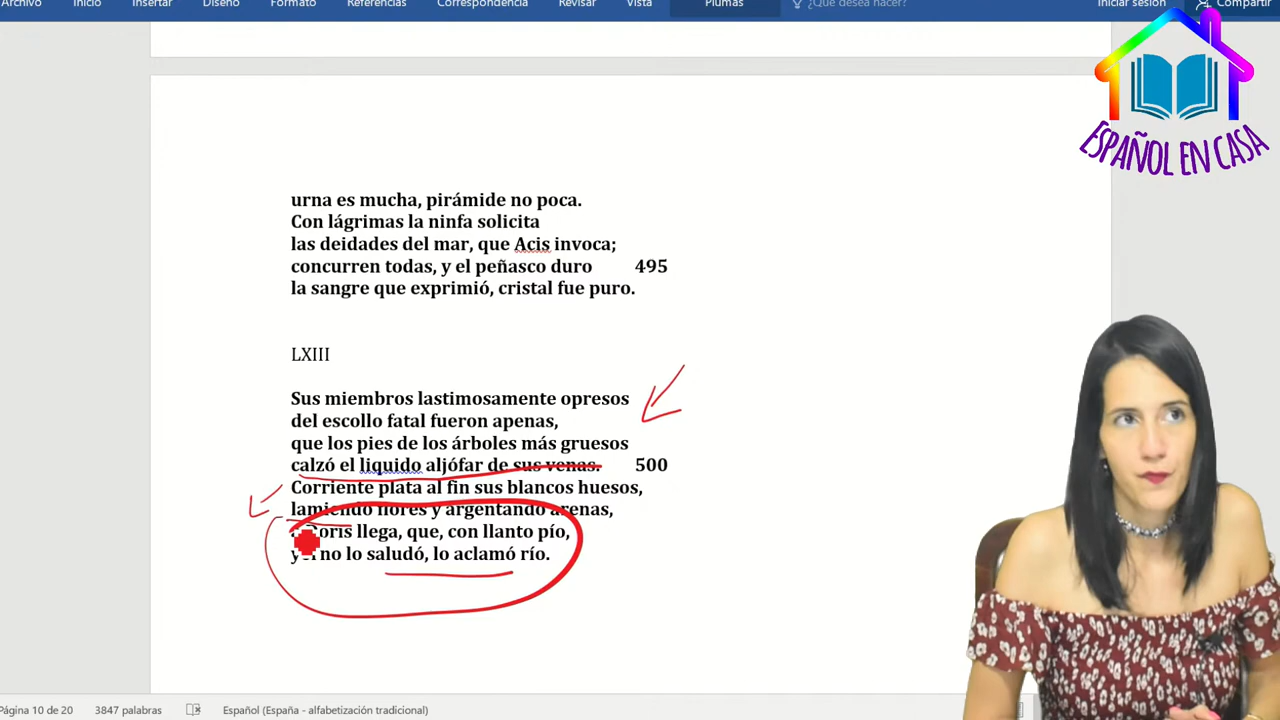 Archivo Inicio Insertar Diseño Formato Referencias Correspondencia Revisar Vista Plumas ¿Qué desea hacer? Iniciar sesión Compartir
ESPAÑOL EN CASA
urna es mucha, pirámide no poca.
Con lágrimas la ninfa solicita
las deidades del mar, que Acis invoca;
concurren todas, y el peñasco duro 495
la sangre que exprimió, cristal fue puro.
LXIII
Sus miembros lastimosamente opresos
del escollo fatal fueron apenas,
que los pies de los árboles más gruesos
calzó el liquido aljófar de sus venas. 500
Corriente plata al fin sus blancos huesos,
lamiendo flores y argentando arenas,
llega, que, con llanto pío,
lo saludó, lo aclamó río.
Página 10 de 20 3847 palabras Español (España - alfabetización tradicional)